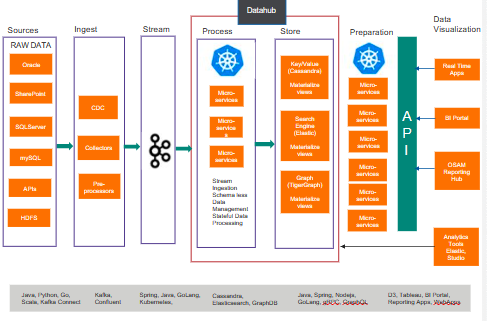 Datahub
Sources
Ingest
Stream
Process
Store
Preparation
Data
Visualization
RAW DATA
Oracle
SharePoint
SQLServer
mySQL
APIs
HDFS
CDC
Collectors
Pre-
processors
Micro-
services
Micro-
service
s
Micro-
services
Stream
Ingestion
Schema less
Data
Management
Stateful Data
Processing
Key/Value
(Cassandra)
Materialize
views
Search
Engine
(Elastic)
Materialize
views
Graph
(TigerGraph)
Materialize
views
Micro-
services
Micro-
services
Micro-
services
Micro-
services
Micro-
services
Micro-
services
A
P
I
Real Time
Apps
BI Portal
OSAM
Reporting
Hub
Analytics
Tools
Elastic,
Studio
Java, Python, Go,
Scala, Kafka Connect
Kafka,
Confluent
Spring, Java, GoLang,
Kubernetes,
Cassandra,
Elasticsearch, GraphDB
Java, Spring, Nodejs,
GoLang, gRPC, GraphQL
D3, Tableau, BI Portal,
Reporting Apps, WebApps